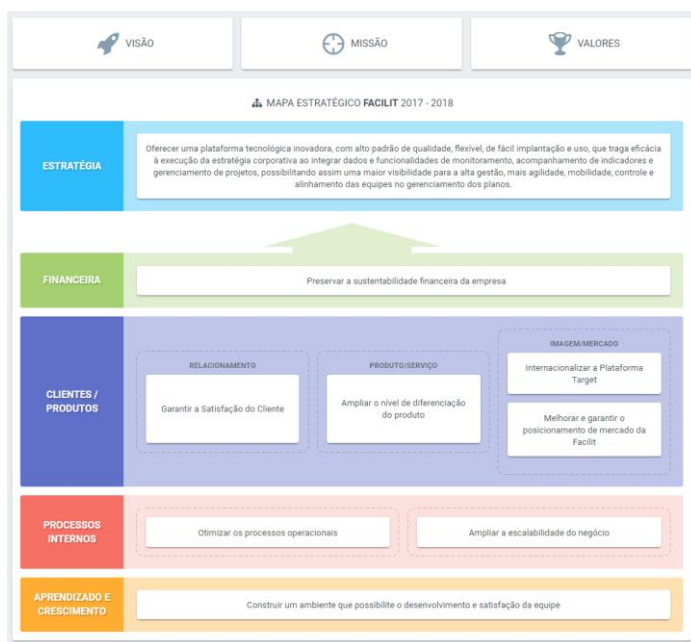 VISÃO
MISSÃO
VALORES
MAPA ESTRATÉGICO FACILIT 2017 - 2018
ESTRATÉGIA
Oferecer uma plataforma tecnológica inovadora, com alto padrão de qualidade, flexível, de fácil implantação e uso, que traga eficácia
à execução da estratégia corporativa ao integrar dados e funcionalidades de monitoramento, acompanhamento de indicadores e
gerenciamento de projetos, possibilitando assim uma maior visibilidade para a alta gestão, mais agilidade, mobilidade, controle e
alinhamento das equipes no gerenciamento dos planos.
FINANCEIRA
Preservar a sustentabilidade financeira da empresa
CLIENTES /
PRODUTOS
RELACIONAMENTO
Garantir a Satisfação do Cliente
PRODUTO/SERVIÇO
Ampliar o nível de diferenciação
do produto
IMAGEM/MERCADO
Internacionalizar a Plataforma
Target
Melhorar e garantir o
posicionamento de mercado da
Facilit
PROCESSOS
INTERNOS
Otimizar os processos operacionais
Ampliar a escalabilidade do negócio
APRENDIZADO E
CRESCIMENTO
Construir um ambiente que possibilite o desenvolvimento e satisfação da equipe